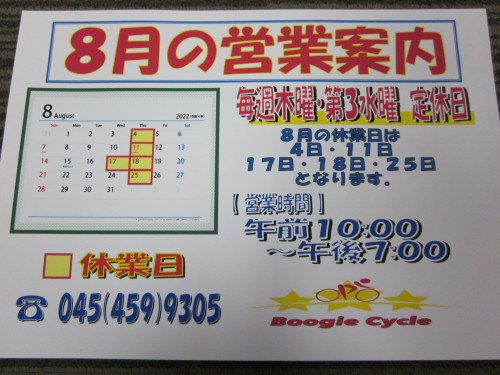 8月の営業案内
8 August 2022
1 2 3 4 5 6
7 8 9 10 11 12 13
14 15 16 17 18 19 20
21 22 23 24 25 26 27
28 29 30 31
毎週木曜・第3水曜 定休日
8月の休業日は
4日・11日
17日・18日・25日
となります。
【営業時間】
午前10:00
～午後7:00
休業日
☎ 045(459)9305
Boogie Cycle